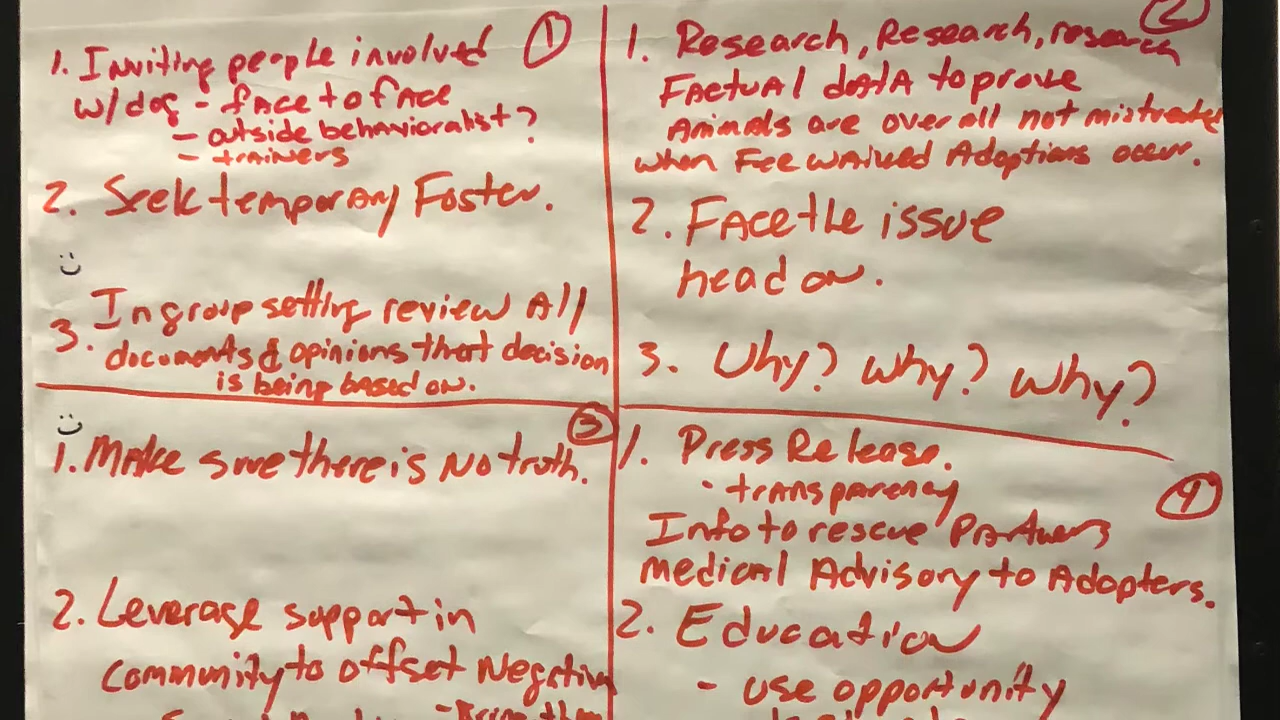 ①
1. Inviting people involved
w/dog - face to face
- outside behavioralist?
- trainers
2. Seek temporary Foster.
3. In group setting review All
documents & opinions that decision
is being based on.
②
1. Research, Research, research
Factual data to prove
Animals are over all not mistreated
when Fee waived Adoptions occur.
2. Face the issue
head on.
3. Why? why? why?
③
1. Make sure there is No truth.
2. Leverage support in
community to offset Negative
④
1. Press Release.
- transparency
Info to rescue Partners
medical Advisory to Adopters.
2. Education
- use opportunity